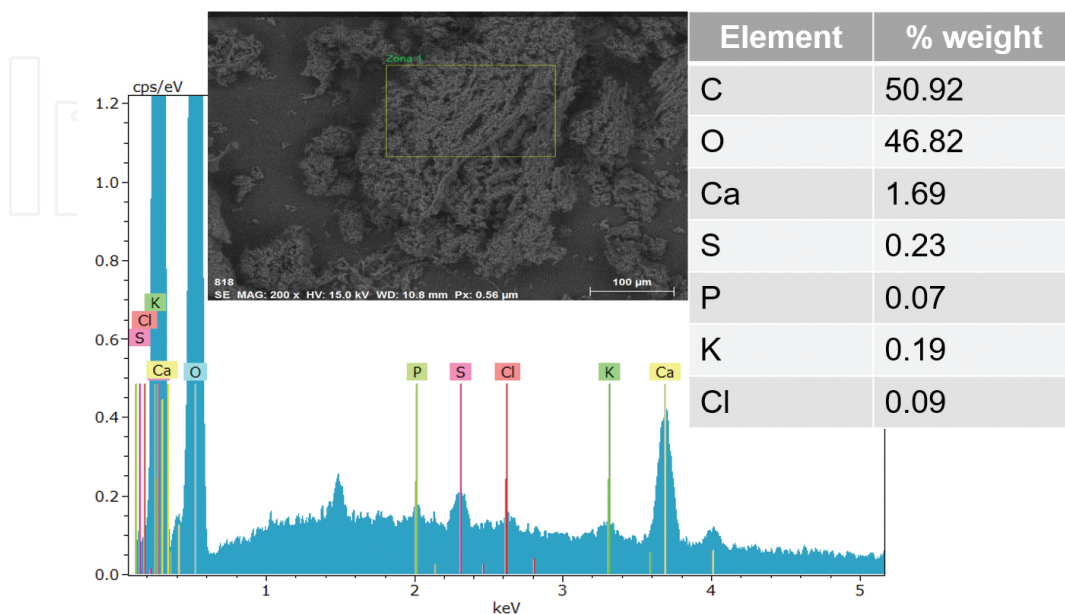 Element % weight
C 50.92
O 46.82
Ca 1.69
S 0.23
P 0.07
K 0.19
Cl 0.09
Zona 1
818
SE MAG: 200 x HV: 15.0 kV WD: 10.8 mm Px: 0.56 µm
100 µm
cps/eV
1.2
1.0
0.8
0.6
0.4
0.2
0.0
K
Cl
S
Ca O P S Cl K Ca
1 2 3 4 5
keV